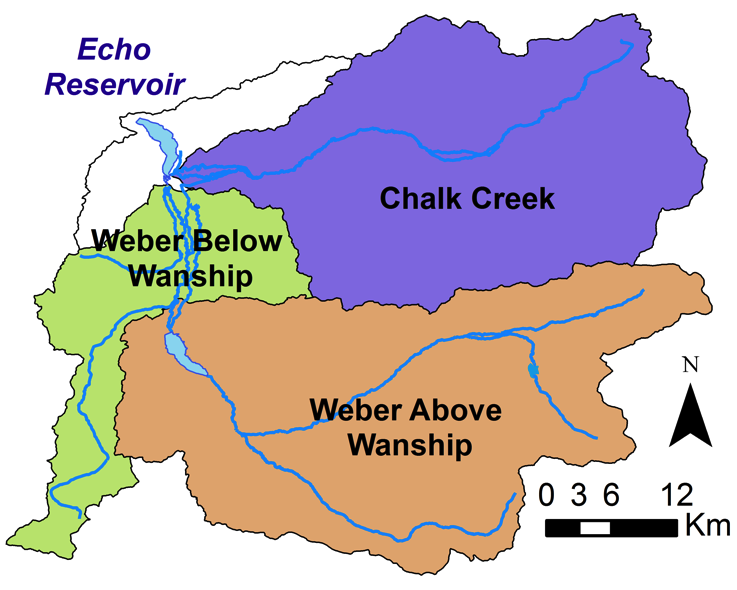 Echo
Reservoir
Chalk Creek
Weber Below
Wanship
Weber Above
Wanship
N
0 3 6 12
Km